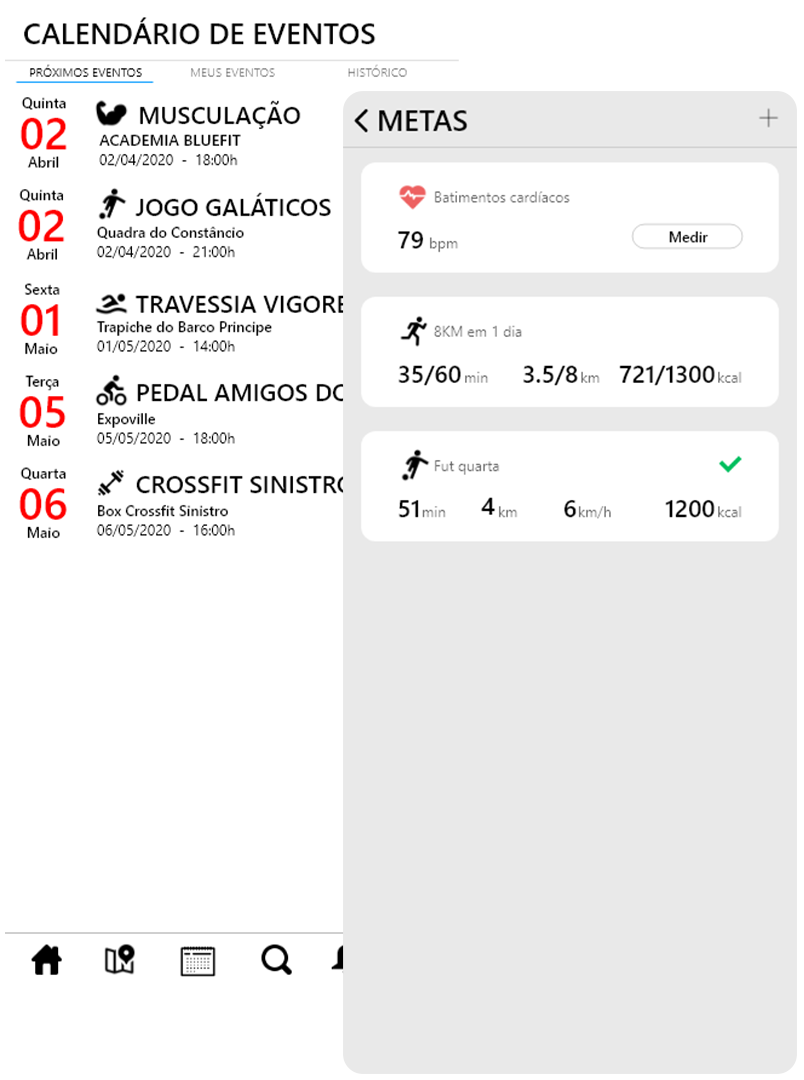 CALENDÁRIO DE EVENTOS
PRÓXIMOS EVENTOS MEUS EVENTOS HISTÓRICO
Quinta
02
Abril
MUSCULAÇÃO
ACADEMIA BLUEFIT
02/04/2020 - 18:00h
Quinta
02
Abril
JOGO GALÁTICOS
Quadra do Constâncio
02/04/2020 - 21:00h
Sexta
01
Maio
TRAVESSIA VIGORE
Trapiche do Barco Príncipe
01/05/2020 - 14:00h
Terça
05
Maio
PEDAL AMIGOS DO
Expoville
05/05/2020 - 18:00h
Quarta
06
Maio
CROSSFIT SINISTRO
Box Crossfit Sinistro
06/05/2020 - 16:00h
METAS
Batimentos cardíacos
79 bpm
Medir
8KM em 1 dia
35/60 min 3.5/8 km 721/1300 kcal
Fut quarta
51 min 4 km 6 km/h 1200 kcal